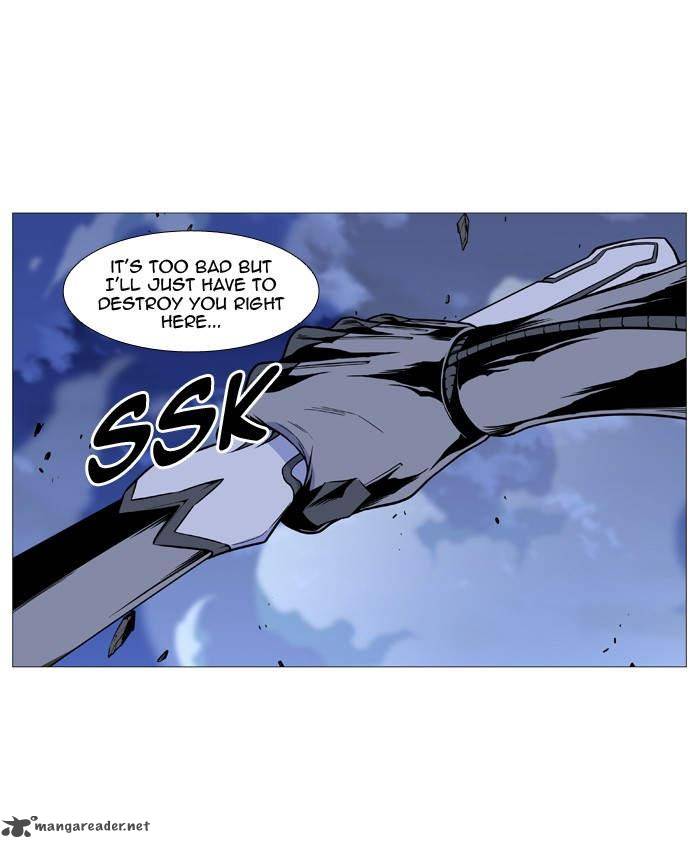 IT'S TOO BAD BUT
I'LL JUST HAVE TO
DESTROY YOU RIGHT
HERE...
SSK
mangareader.net